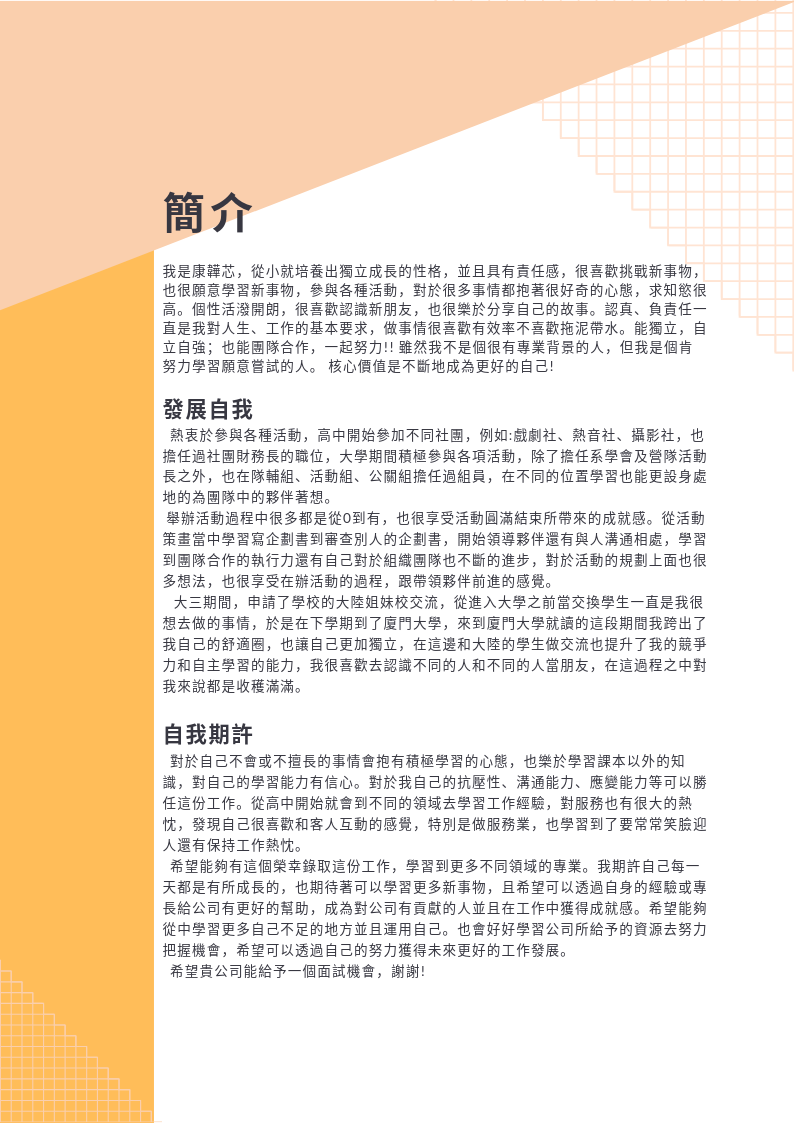 簡介
我是康韡芯，從小就培養出獨立成長的性格，並且具有責任感，很喜歡挑戰新事物，
也很願意學習新事物，參與各種活動，對於很多事情都抱著很好奇的心態，求知慾很
高。個性活潑開朗，很喜歡認識新朋友，也很樂於分享自己的故事。認真、負責任一
直是我對人生、工作的基本要求，做事情很喜歡有效率不喜歡拖泥帶水。能獨立，自
立自強；也能團隊合作，一起努力!! 雖然我不是個很有專業背景的人，但我是個肯
努力學習願意嘗試的人。 核心價值是不斷地成為更好的自己!
發展自我
熱衷於參與各種活動，高中開始參加不同社團，例如:戲劇社、熱音社、攝影社，也
擔任過社團財務長的職位，大學期間積極參與各項活動，除了擔任系學會及營隊活動
長之外，也在隊輔組、活動組、公關組擔任過組員，在不同的位置學習也能更設身處
地的為團隊中的夥伴著想。
舉辦活動過程中很多都是從0到有，也很享受活動圓滿結束所帶來的成就感。從活動
策畫當中學習寫企劃書到審查別人的企劃書，開始領導夥伴還有與人溝通相處，學習
到團隊合作的執行力還有自己對於組織團隊也不斷的進步，對於活動的規劃上面也很
多想法，也很享受在辦活動的過程，跟帶領夥伴前進的感覺。
大三期間，申請了學校的大陸姐妹校交流，從進入大學之前當交換學生一直是我很
想去做的事情，於是在下學期到了廈門大學，來到廈門大學就讀的這段期間我跨出了
我自己的舒適圈，也讓自己更加獨立，在這邊和大陸的學生做交流也提升了我的競爭
力和自主學習的能力，我很喜歡去認識不同的人和不同的人當朋友，在這過程之中對
我來說都是收穫滿滿。
自我期許
對於自己不會或不擅長的事情會抱有積極學習的心態，也樂於學習課本以外的知
識，對自己的學習能力有信心。對於我自己的抗壓性、溝通能力、應變能力等可以勝
任這份工作。從高中開始就會到不同的領域去學習工作經驗，對服務也有很大的熱
忱，發現自己很喜歡和客人互動的感覺，特別是做服務業，也學習到了要常常笑臉迎
人還有保持工作熱忱。
希望能夠有這個榮幸錄取這份工作，學習到更多不同領域的專業。我期許自己每一
天都是有所成長的，也期待著可以學習更多新事物，且希望可以透過自身的經驗或專
長給公司有更好的幫助，成為對公司有貢獻的人並且在工作中獲得成就感。希望能夠
從中學習更多自己不足的地方並且運用自己。也會好好學習公司所給予的資源去努力
把握機會，希望可以透過自己的努力獲得未來更好的工作發展。
希望貴公司能給予一個面試機會，謝謝!